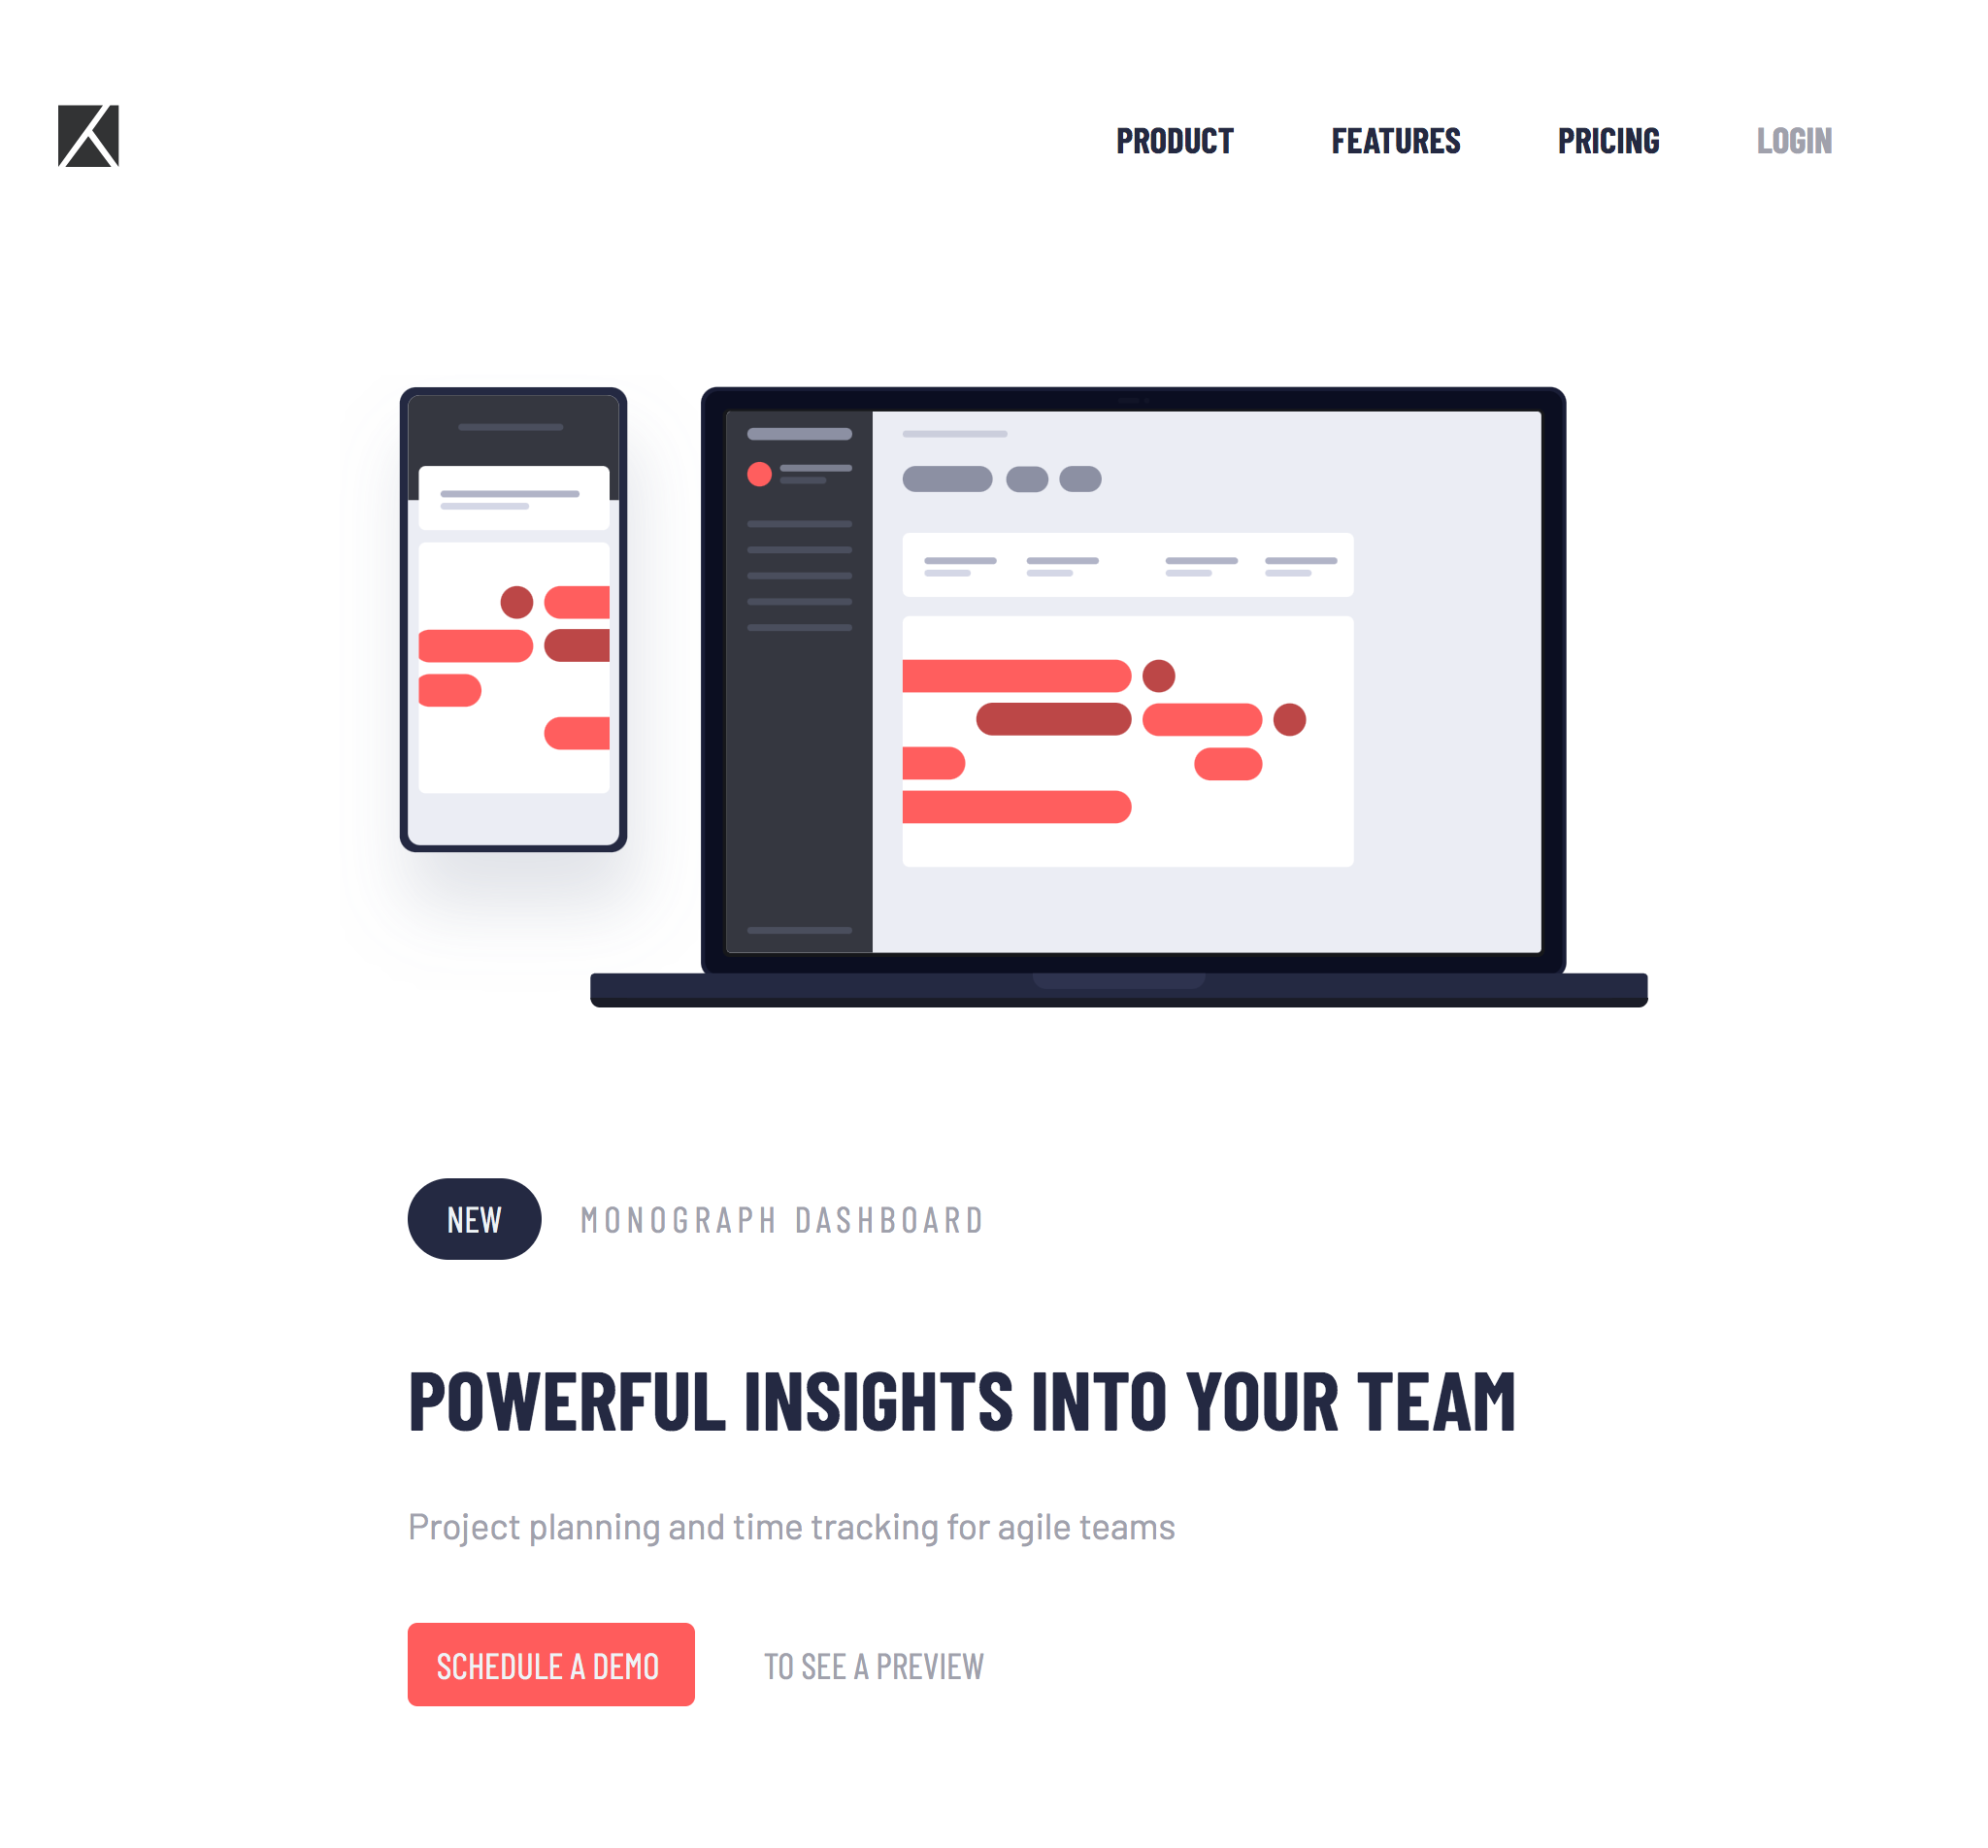 PRODUCT FEATURES PRICING LOGIN
NEW MONOGRAPH DASHBOARD
POWERFUL INSIGHTS INTO YOUR TEAM
Project planning and time tracking for agile teams
SCHEDULE A DEMO TO SEE A PREVIEW